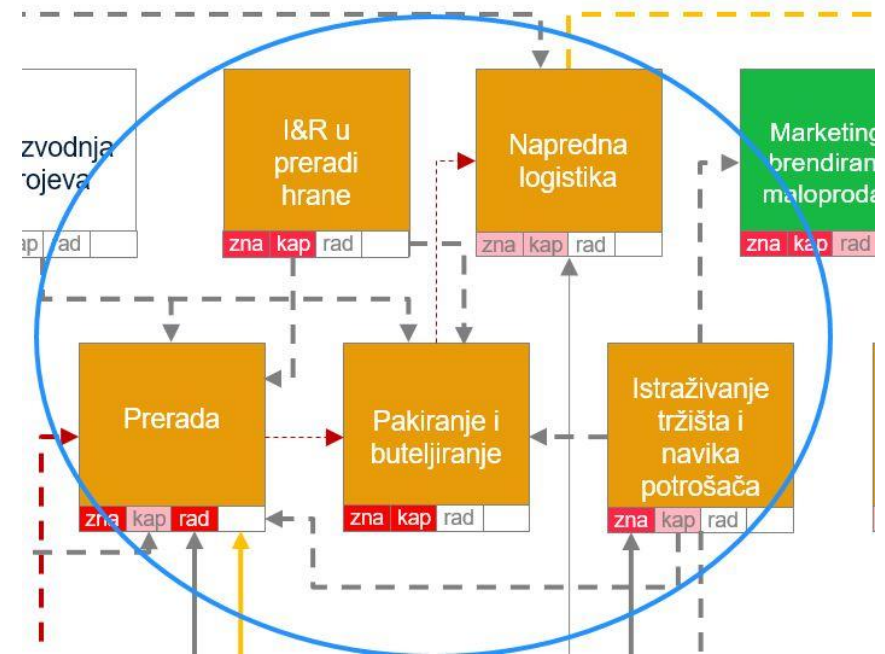 zvodnja
rojeva
ap rad
I&R u
preradi
hrane
zna kap rad
Napredna
logistika
zna kap rad
Marketing
brendiran
maloproda
zna kap rad
Prerada
zna kap rad
Pakiranje i
buteljiranje
zna kap rad
Istraživanje
tržišta i
navika
potrošača
zna kap rad